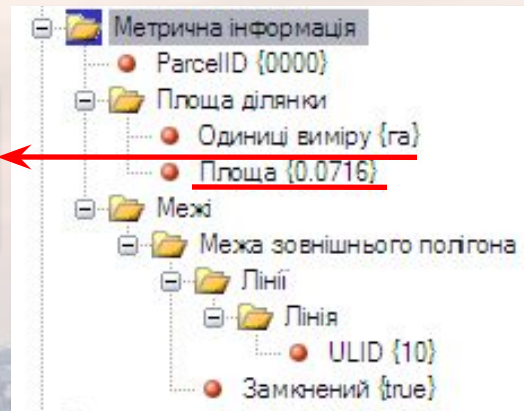 Метрична інформація
ParcelID {0000}
Площа ділянки
Одиниці виміру {га}
Площа {0.0716}
Межі
Межа зовнішнього полігона
Лінії
Лінія
ULID {10}
Замкнений {true}